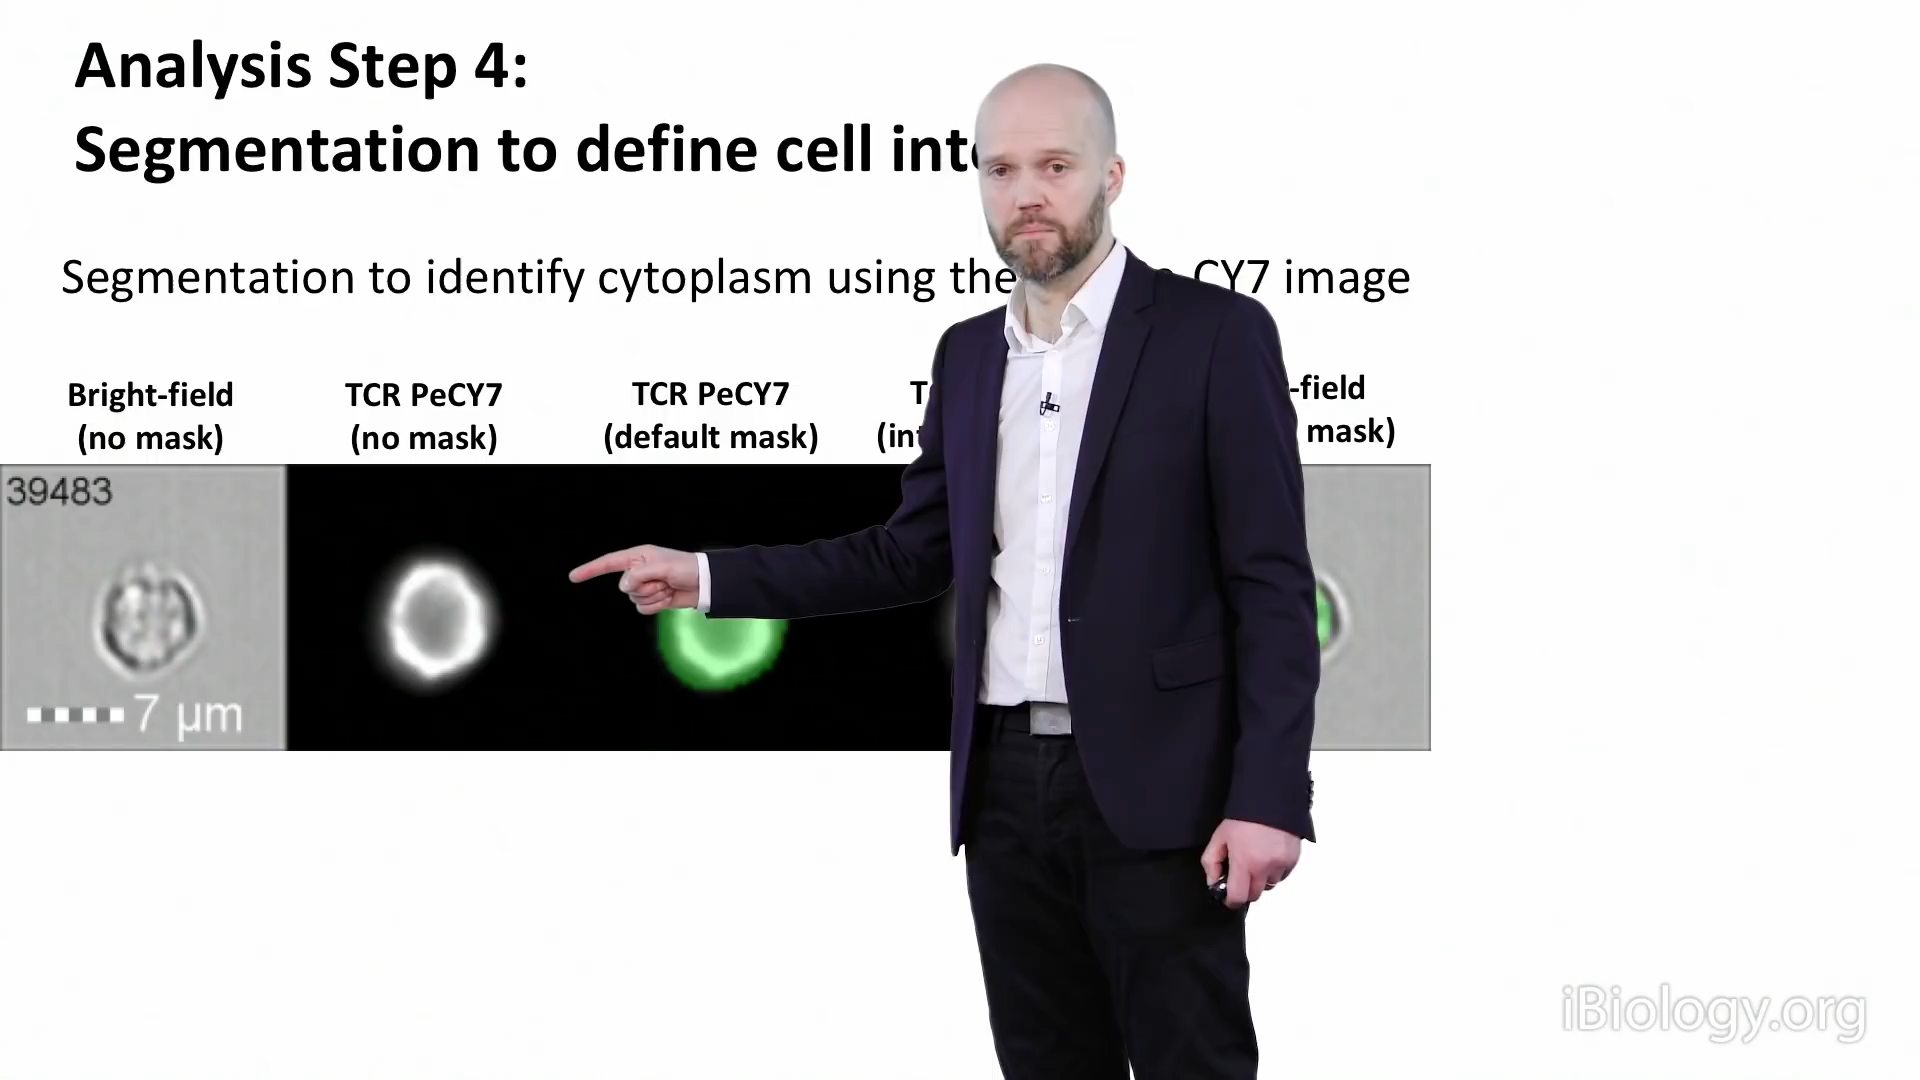 Analysis Step 4:
Segmentation to define cell
Segmentation to identify cytoplasm using the CY7 image
Bright-field
(no mask)
TCR PeCY7
(no mask)
TCR PeCY7
(default mask)
-field
mask)
39483
7 µm
iBiology.org